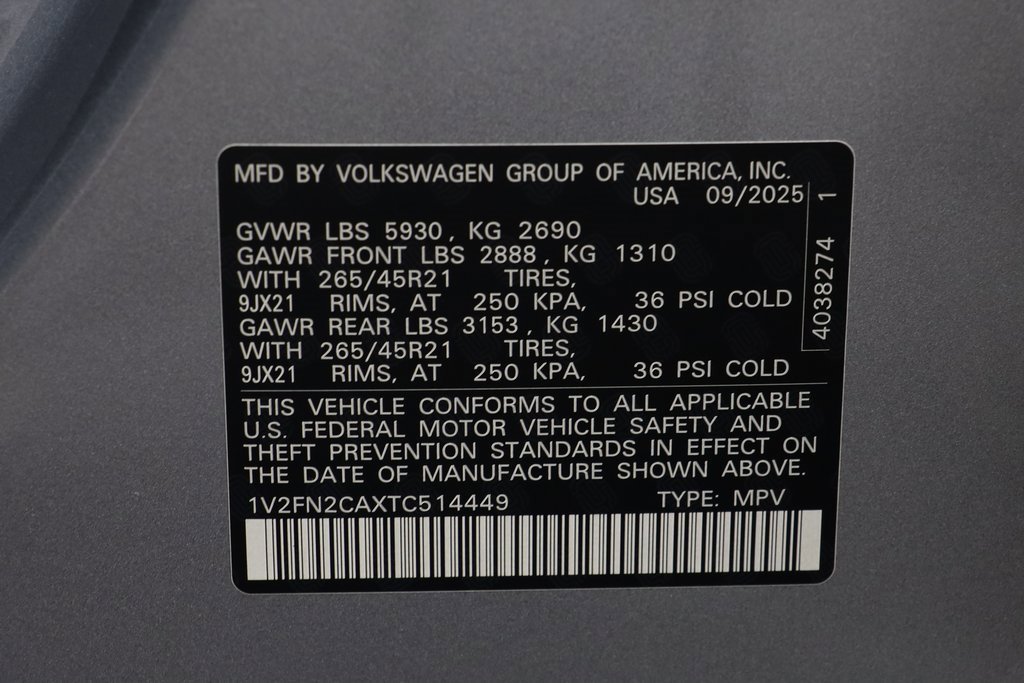 MFD BY VOLKSWAGEN GROUP OF AMERICA, INC.
USA 09/2025
GVWR LBS 5930, KG 2690
GAWR FRONT LBS 2888, KG 1310
WITH 265/45R21 TIRES,
9JX21 RIMS, AT 250 KPA, 36 PSI COLD
GAWR REAR LBS 3153, KG 1430
WITH 265/45R21 TIRES,
9JX21 RIMS, AT 250 KPA, 36 PSI COLD
4038274 1
THIS VEHICLE CONFORMS TO ALL APPLICABLE
U.S. FEDERAL MOTOR VEHICLE SAFETY AND
THEFT PREVENTION STANDARDS IN EFFECT ON
THE DATE OF MANUFACTURE SHOWN ABOVE.
1V2FN2CAXTC514449 TYPE: MPV